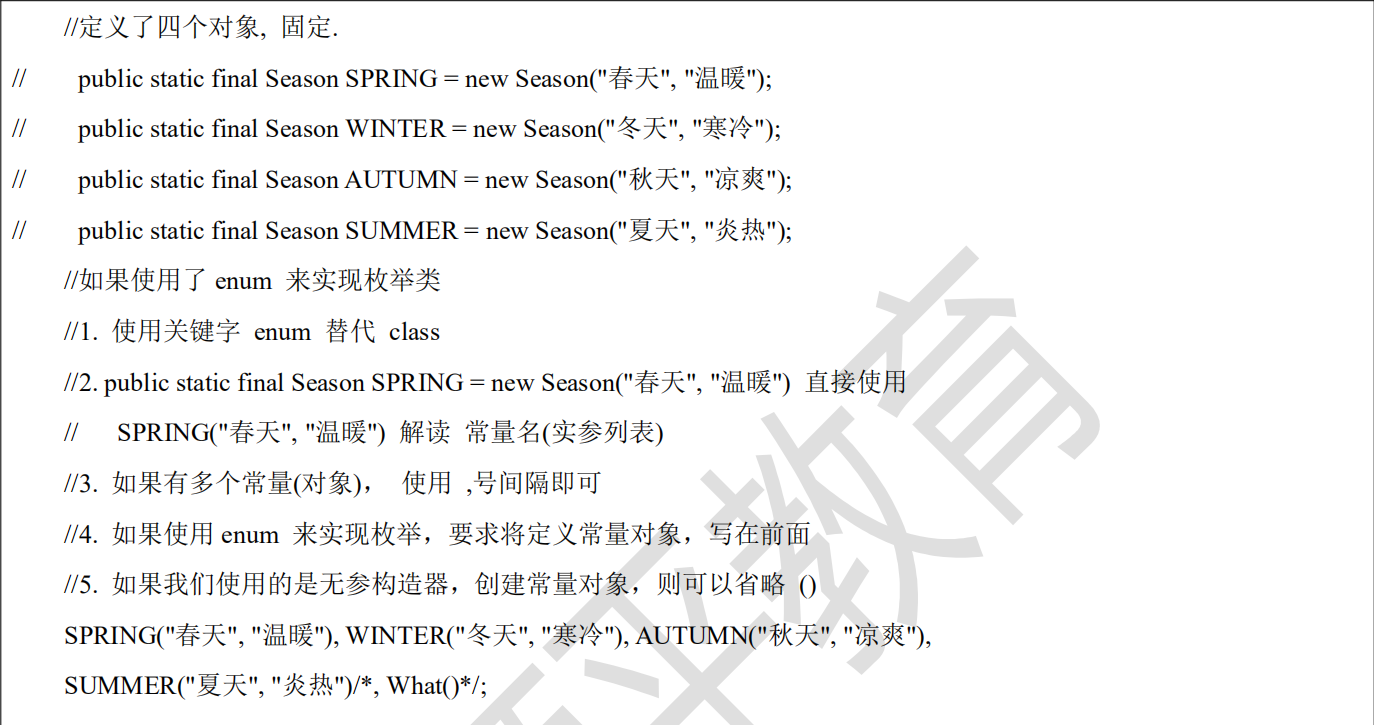 //定义了四个对象, 固定.
// public static final Season SPRING = new Season("春天", "温暖");
// public static final Season WINTER = new Season("冬天", "寒冷");
// public static final Season AUTUMN = new Season("秋天", "凉爽");
// public static final Season SUMMER = new Season("夏天", "炎热");
//如果使用了 enum 来实现枚举类
//1. 使用关键字 enum 替代 class
//2. public static final Season SPRING = new Season("春天", "温暖") 直接使用
// SPRING("春天", "温暖") 解读 常量名(实参列表)
//3. 如果有多个常量(对象)， 使用 ,号间隔即可
//4. 如果使用 enum 来实现枚举，要求将定义常量对象，写在前面
//5. 如果我们使用的是无参构造器，创建常量对象，则可以省略 ()
SPRING("春天", "温暖"), WINTER("冬天", "寒冷"), AUTUMN("秋天", "凉爽"),
SUMMER("夏天", "炎热")/*, What()*/;
平教育